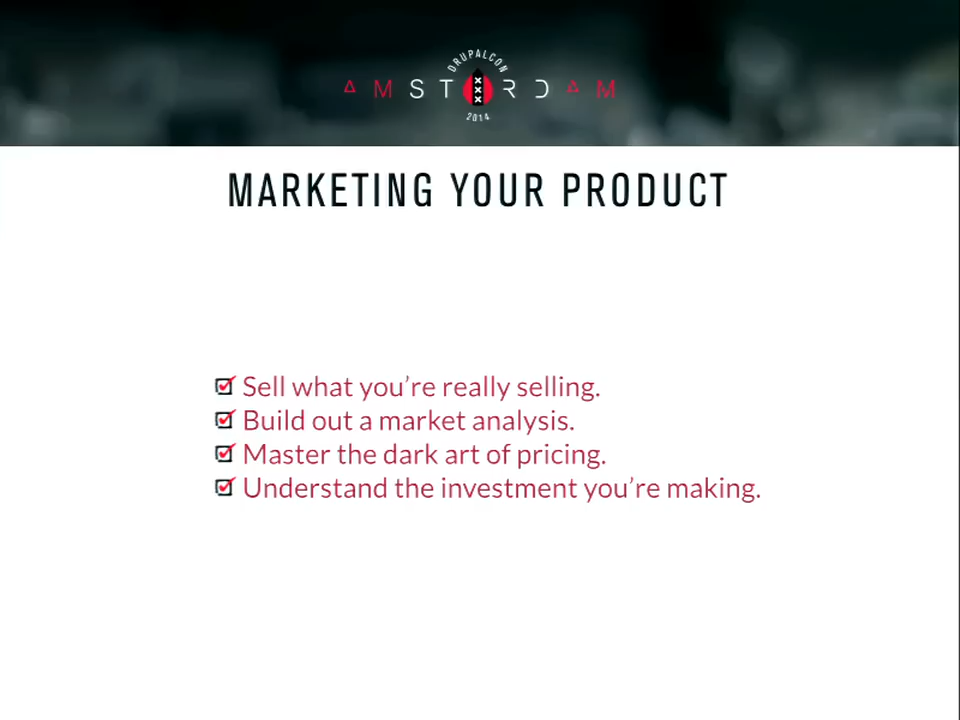 DRUPALCON
AMSTERDAM
2014
MARKETING YOUR PRODUCT
Sell what you're really selling.
Build out a market analysis.
Master the dark art of pricing.
Understand the investment you're making.